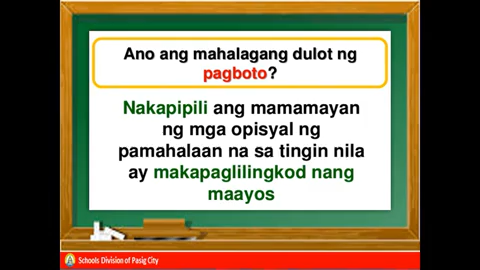 Ano ang mahalagang dulot ng
pagboto?
Nakapipili ang mamamayan
ng mga opisyal ng
pamahalaan na sa tingin nila
ay makapaglilingkod nang
maayos
Schools Division of Pasig City